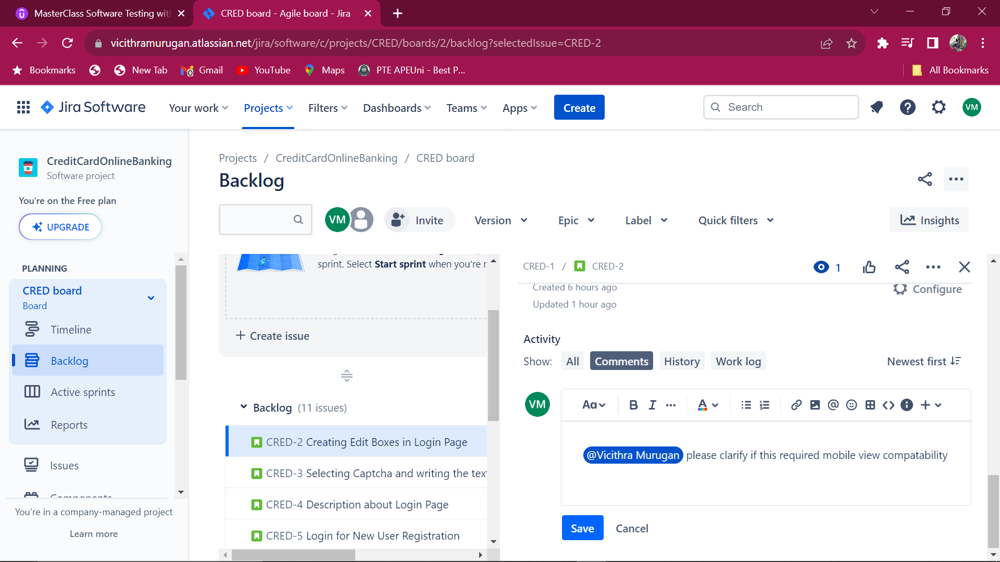 MasterClass Software Testing wit
CRED board - Agile board - Jira
vicithramurugan.atlassian.net/jira/software/c/projects/CRED/boards/2/backlog?selectedIssue=CRED-2
Bookmarks
New Tab
Gmail
YouTube
Maps
PTE APEUni - Best P...
All Bookmarks
Jira Software
Your work
Projects
Filters
Dashboards
Teams
Apps
Create
Search
VM
CreditCardOnlineBanking
Software project
You're on the Free plan
UPGRADE
PLANNING
CRED board
Board
Timeline
Backlog
Active sprints
Reports
Issues
Components
You're in a company-managed project
Learn more
Projects / CreditCardOnlineBanking / CRED board
Backlog
VM
Invite
Version
Epic
Label
Quick filters
Insights
sprint. Select Start sprint when you're r
Create issue
Backlog (11 issues)
CRED-2 Creating Edit Boxes in Login Page
CRED-3 Selecting Captcha and writing the text
CRED-4 Description about Login Page
CRED-5 Login for New User Registration
CRED-1 / CRED-2
1
Created 6 hours ago
Updated 1 hour ago
Configure
Activity
Show:
All
Comments
History
Work log
Newest first
VM
Aa
B
I
A
@Vicithra Murugan please clarify if this required mobile view compatability
Save
Cancel